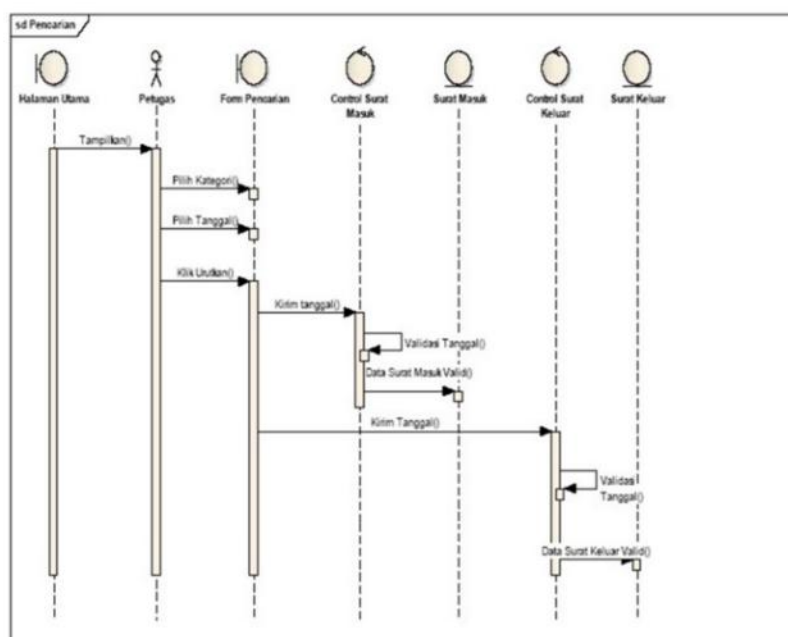 sd Pencarian
Halaman Utama
Petugas
Form Pencarian
Control Surat
Masuk
Surat Masuk
Control Surat
Keluar
Surat Keluar
Tampilkan()
Pilih Kategori()
Pilih Tanggal()
Klik Urutkan()
Kirim tanggal()
Validasi Tanggal()
Data Surat Masuk Valid()
Kirim Tanggal()
Validasi
Tanggal()
Data Surat Keluar Valid()